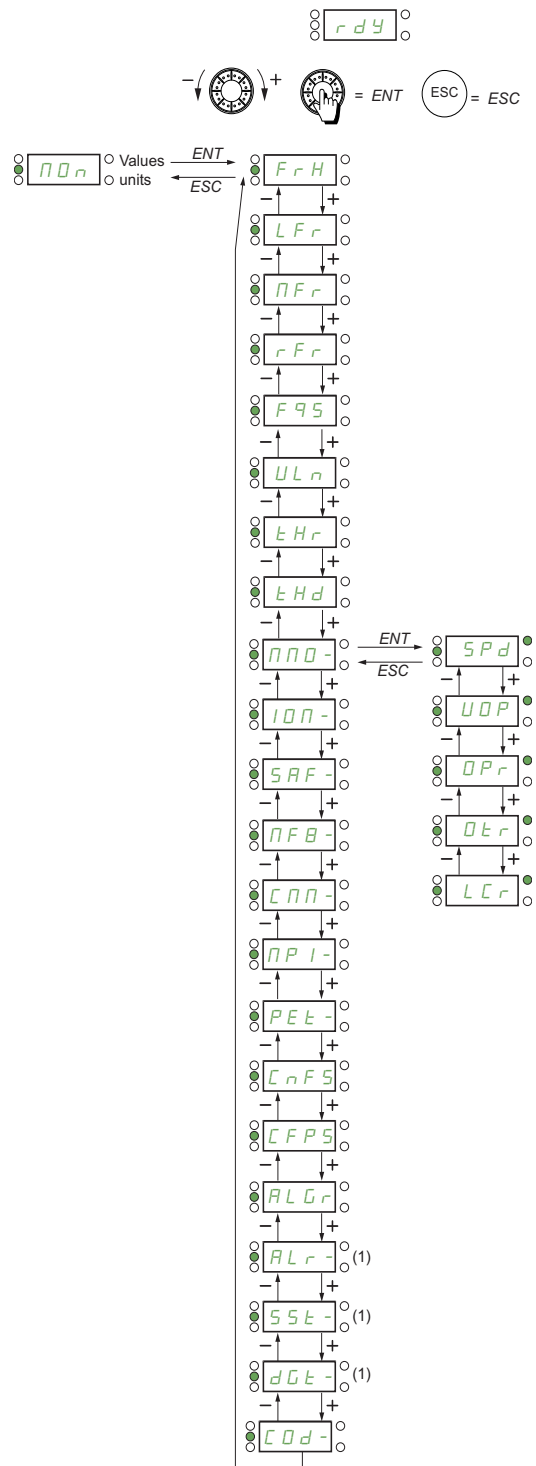 rdY
- + = ENT ESC = ESC
MOn Values units ENT ESC FrH
- +
LFr
- +
MFr
- +
rFr
- +
FqS
- +
ULn
- +
tHr
- +
tHd
- +
MMO- ENT ESC SPd
- +
IOM- UOP
- +
SAF- OPr
- +
MFB- Otr
- +
CMM- LCr
- +
MPI-
- +
PEt-
- +
CnFS
- +
CFPS
- +
ALGr
- +
ALr- (1)
- +
SSt- (1)
- +
dGt- (1)
- +
COd-